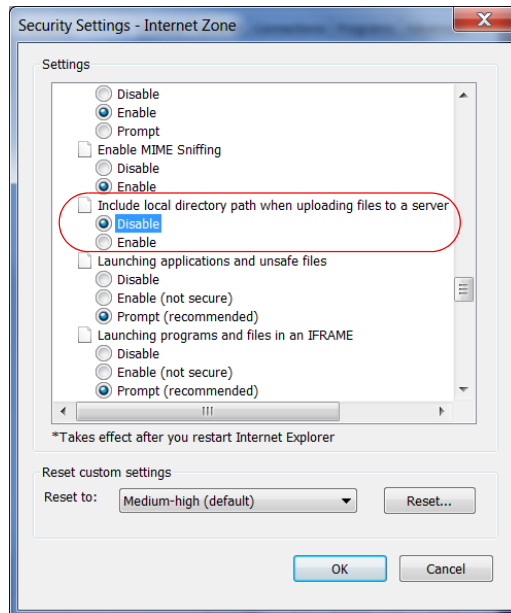 Security Settings - Internet Zone
Settings
Disable
Enable
Prompt
Enable MIME Sniffing
Disable
Enable
Include local directory path when uploading files to a server
Disable
Enable
Launching applications and unsafe files
Disable
Enable (not secure)
Prompt (recommended)
Launching programs and files in an IFRAME
Disable
Enable (not secure)
Prompt (recommended)
*Takes effect after you restart Internet Explorer
Reset custom settings
Reset to: Medium-high (default) Reset...
OK Cancel